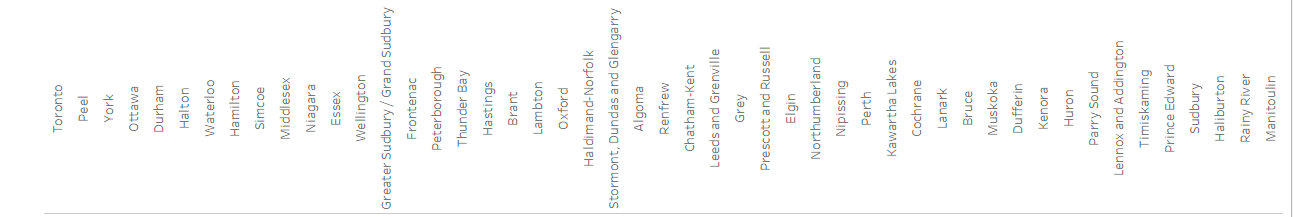 Toronto
Peel
York
Ottawa
Durham
Halton
Waterloo
Hamilton
Simcoe
Middlesex
Niagara
Essex
Wellington
Greater Sudbury / Grand Sudbury
Frontenac
Peterborough
Thunder Bay
Hastings
Brant
Lambton
Oxford
Haldimand-Norfolk
Stormont, Dundas and Glengarry
Algoma
Renfrew
Chatham-Kent
Leeds and Grenville
Grey
Prescott and Russell
Elgin
Northumberland
Nipissing
Perth
Kawartha Lakes
Cochrane
Lanark
Bruce
Muskoka
Dufferin
Kenora
Huron
Parry Sound
Lennox and Addington
Timiskaming
Prince Edward
Sudbury
Haliburton
Rainy River
Manitoulin